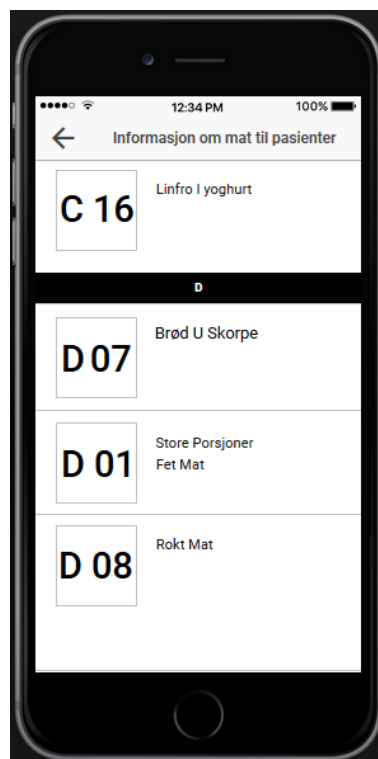 12:34 PM
100%
Informasjon om mat til pasienter
C 16
Linfro I yoghurt
D
D 07
Brød U Skorpe
D 01
Store Porsjoner
Fet Mat
D 08
Rokt Mat